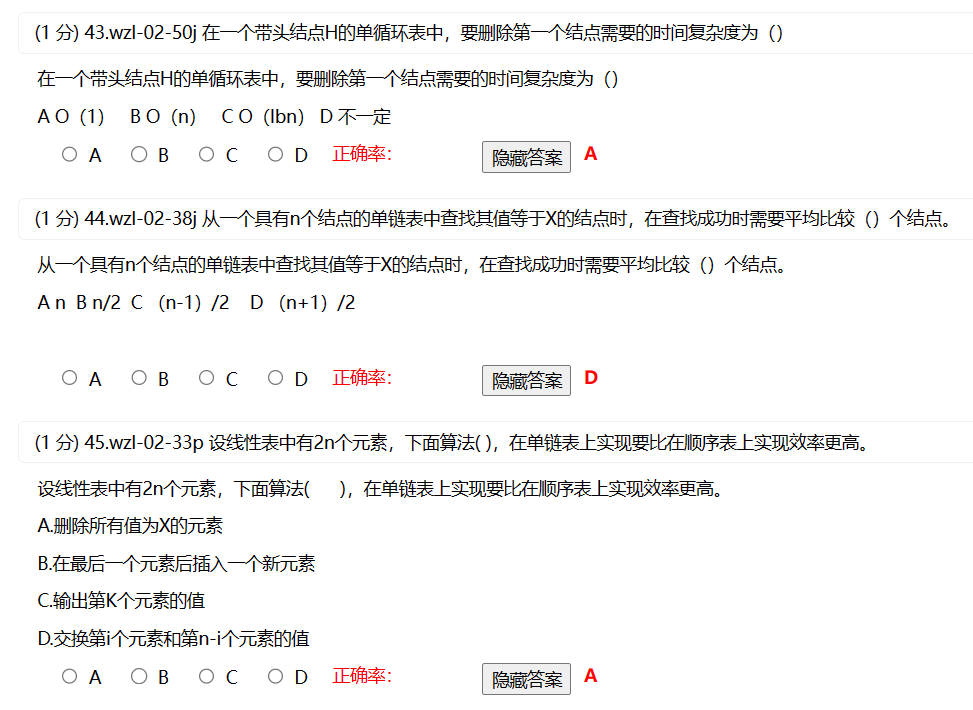 (1 分) 43.wzl-02-50j 在一个带头结点H的单循环表中，要删除第一个结点需要的时间复杂度为（）
在一个带头结点H的单循环表中，要删除第一个结点需要的时间复杂度为（）
A O（1） B O（n） C O（lbn） D 不一定
A B C D 正确率: 隐藏答案 A
(1 分) 44.wzl-02-38j 从一个具有n个结点的单链表中查找其值等于X的结点时，在查找成功时需要平均比较（）个结点。
从一个具有n个结点的单链表中查找其值等于X的结点时，在查找成功时需要平均比较（）个结点。
A n B n/2 C （n-1）/2 D （n+1）/2
A B C D 正确率: 隐藏答案 D
(1 分) 45.wzl-02-33p 设线性表中有2n个元素，下面算法( )，在单链表上实现要比在顺序表上实现效率更高。
设线性表中有2n个元素，下面算法( )，在单链表上实现要比在顺序表上实现效率更高。
A.删除所有值为X的元素
B.在最后一个元素后插入一个新元素
C.输出第K个元素的值
D.交换第i个元素和第n-i个元素的值
A B C D 正确率: 隐藏答案 A